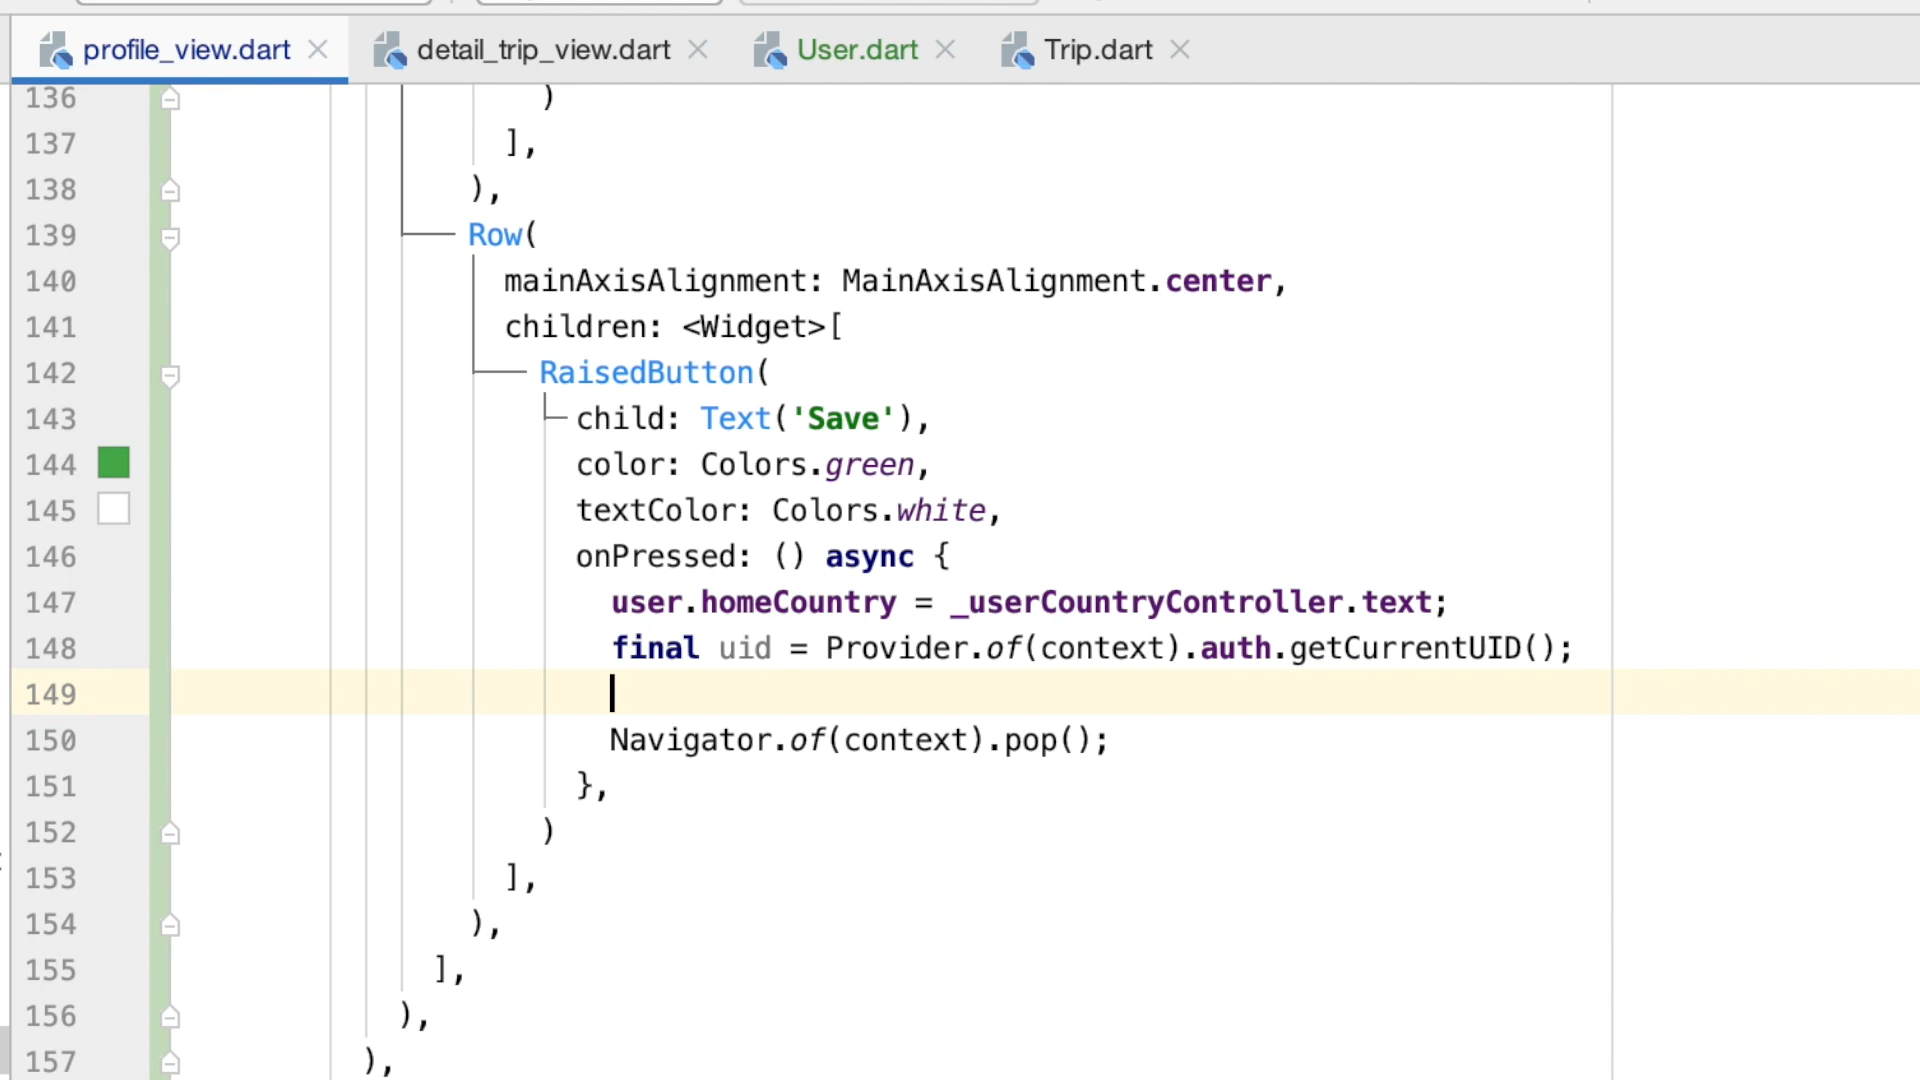 profile_view.dart detail_trip_view.dart User.dart Trip.dart
136 )
137 ],
138 ),
139 Row(
140 mainAxisAlignment: MainAxisAlignment.center,
141 children: <Widget>[
142 RaisedButton(
143 child: Text('Save'),
144 color: Colors.green,
145 textColor: Colors.white,
146 onPressed: () async {
147 user.homeCountry = _userCountryController.text;
148 final uid = Provider.of(context).auth.getCurrentUID();
149
150 Navigator.of(context).pop();
151 },
152 )
153 ],
154 ),
155 ],
156 ),
157 ),